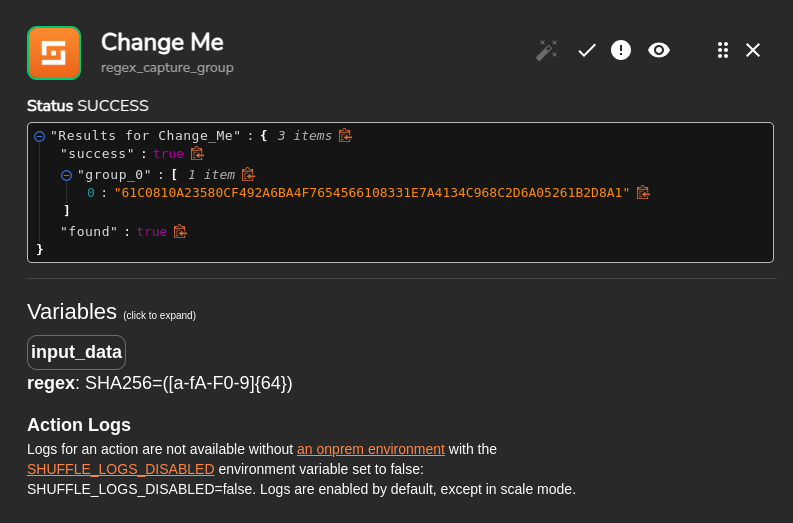 Change Me
regex_capture_group
Status SUCCESS
"Results for Change_Me" : { 3 items
"success" : true
"group_0" : [ 1 item
0 : "61C0810A23580CF492A6BA4F7654566108331E7A4134C968C2D6A05261B2D8A1"
]
"found" : true
}
Variables (click to expand)
input_data
regex: SHA256=([a-fA-F0-9]{64})
Action Logs
Logs for an action are not available without an onprem environment with the
SHUFFLE_LOGS_DISABLED environment variable set to false:
SHUFFLE_LOGS_DISABLED=false. Logs are enabled by default, except in scale mode.